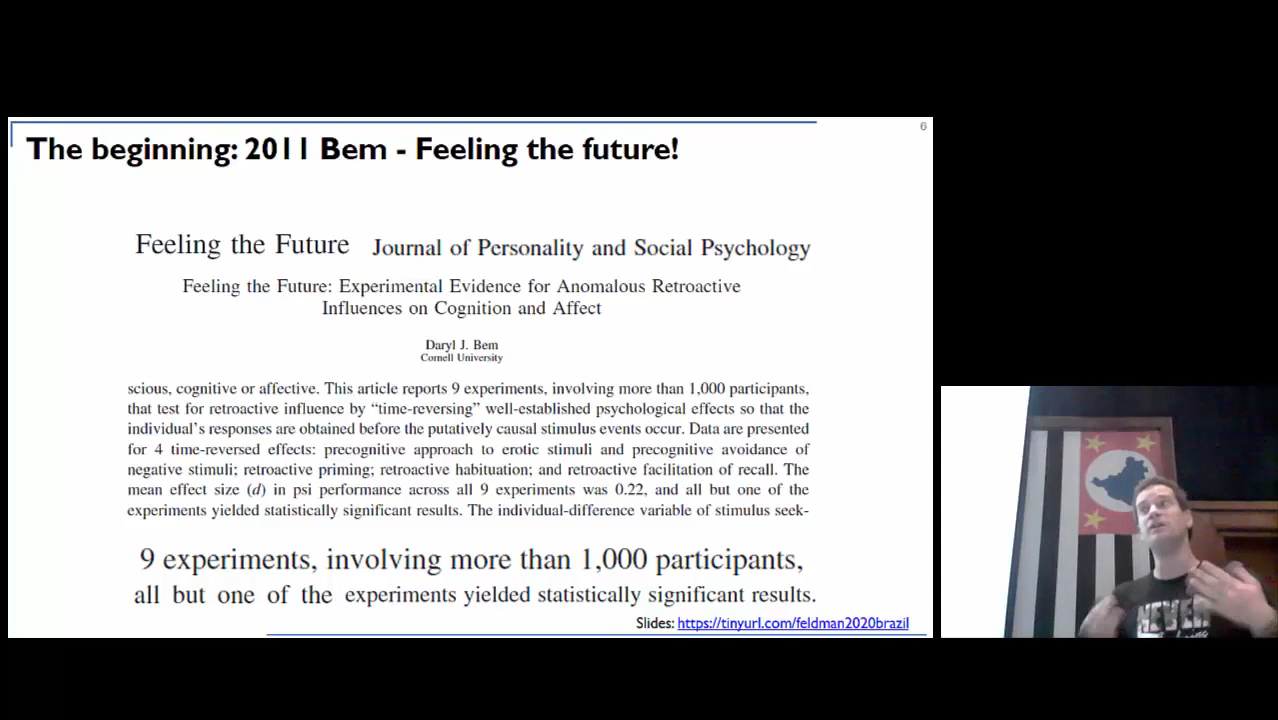 6
The beginning: 2011 Bem - Feeling the future!
Feeling the Future Journal of Personality and Social Psychology
Feeling the Future: Experimental Evidence for Anomalous Retroactive
Influences on Cognition and Affect
Daryl J. Bem
Cornell University
scious, cognitive or affective. This article reports 9 experiments, involving more than 1,000 participants,
that test for retroactive influence by “time-reversing” well-established psychological effects so that the
individual’s responses are obtained before the putatively causal stimulus events occur. Data are presented
for 4 time-reversed effects: precognitive approach to erotic stimuli and precognitive avoidance of
negative stimuli; retroactive priming; retroactive habituation; and retroactive facilitation of recall. The
mean effect size (d) in psi performance across all 9 experiments was 0.22, and all but one of the
experiments yielded statistically significant results. The individual-difference variable of stimulus seek-
9 experiments, involving more than 1,000 participants,
all but one of the experiments yielded statistically significant results.
Slides: https://tinyurl.com/feldman2020brazil
NEVER